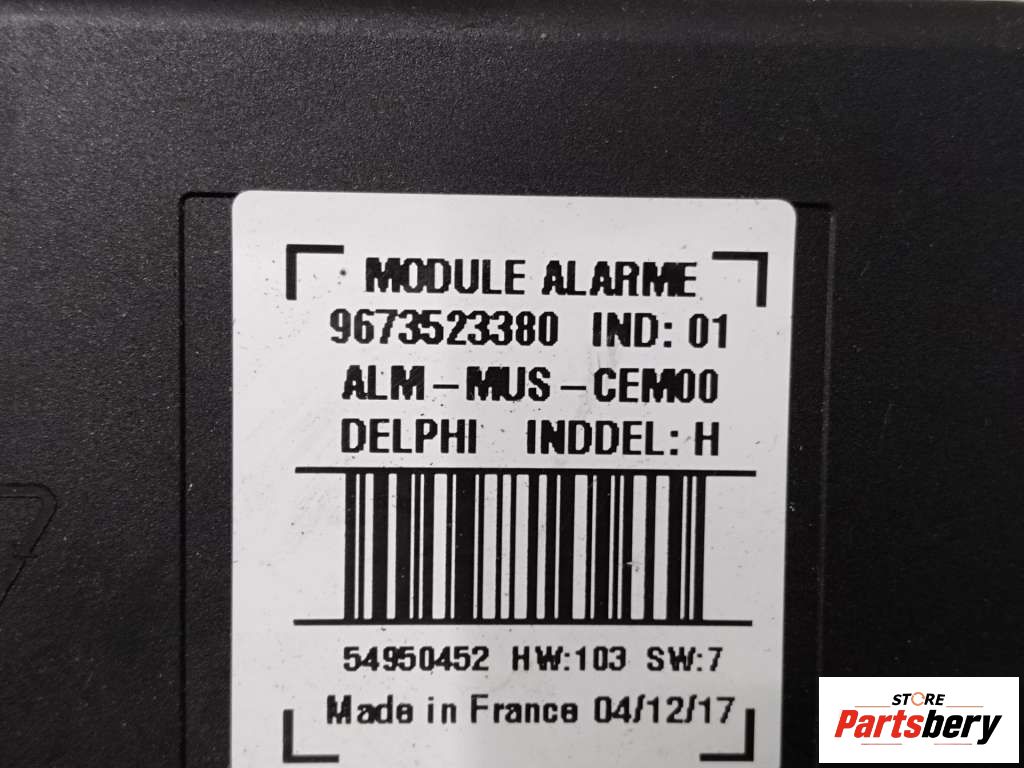 MODULE ALARME
9673523380 IND: 01
ALM-MUS-CEM00
DELPHI INDDEL: H
54950452 HW:103 SW:7
Made in France 04/12/17
STORE
Partsbery